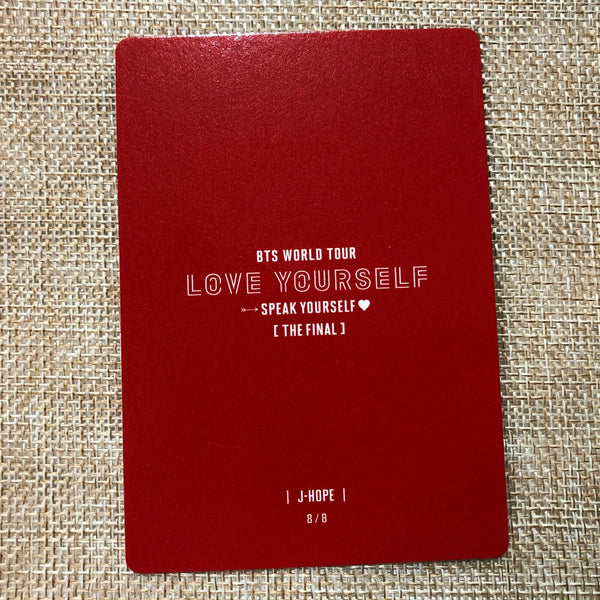 BTS WORLD TOUR
LOVE YOURSELF
SPEAK YOURSELF
[ THE FINAL ]
| J-HOPE |
8/8